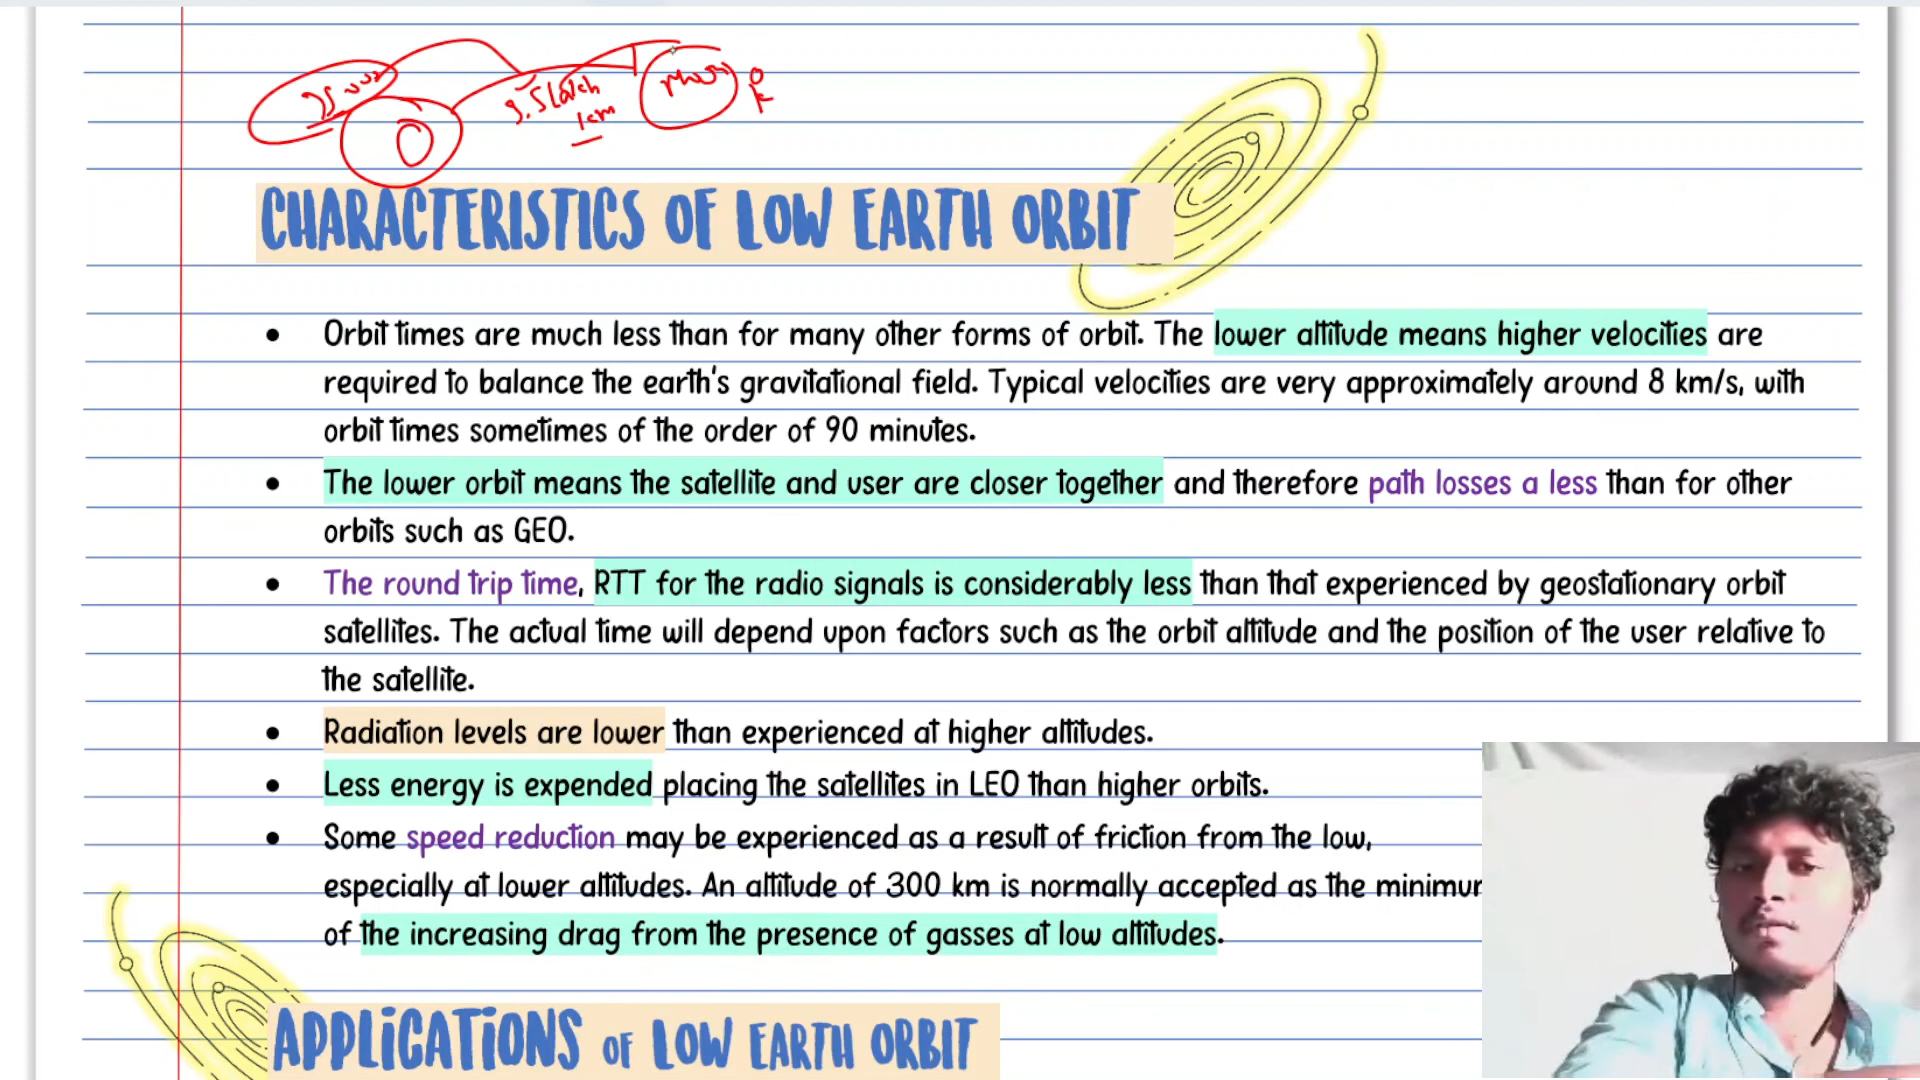 3.5 lakh
1cm
CHARACTERISTICS OF LOW EARTH ORBIT
• Orbit times are much less than for many other forms of orbit. The lower altitude means higher velocities are
required to balance the earth's gravitational field. Typical velocities are very approximately around 8 km/s, with
orbit times sometimes of the order of 90 minutes.
• The lower orbit means the satellite and user are closer together and therefore path losses a less than for other
orbits such as GEO.
• The round trip time, RTT for the radio signals is considerably less than that experienced by geostationary orbit
satellites. The actual time will depend upon factors such as the orbit altitude and the position of the user relative to
the satellite.
• Radiation levels are lower than experienced at higher altitudes.
• Less energy is expended placing the satellites in LEO than higher orbits.
• Some speed reduction may be experienced as a result of friction from the low,
especially at lower altitudes. An altitude of 300 km is normally accepted as the
of the increasing drag from the presence of gasses at low altitudes.
APPLiCATiONS OF LOW EARTH ORBIT